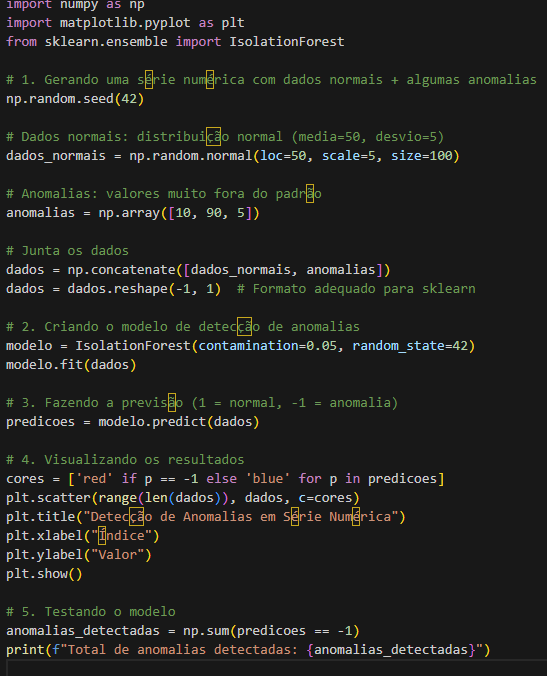 import numpy as np
import matplotlib.pyplot as plt
from sklearn.ensemble import IsolationForest

# 1. Gerando uma série numérica com dados normais + algumas anomalias
np.random.seed(42)

# Dados normais: distribuição normal (media=50, desvio=5)
dados_normais = np.random.normal(loc=50, scale=5, size=100)

# Anomalias: valores muito fora do padrão
anomalias = np.array([10, 90, 5])

# Junta os dados
dados = np.concatenate([dados_normais, anomalias])
dados = dados.reshape(-1, 1)  # Formato adequado para sklearn

# 2. Criando o modelo de detecção de anomalias
modelo = IsolationForest(contamination=0.05, random_state=42)
modelo.fit(dados)

# 3. Fazendo a previsão (1 = normal, -1 = anomalia)
predicoes = modelo.predict(dados)

# 4. Visualizando os resultados
cores = ['red' if p == -1 else 'blue' for p in predicoes]
plt.scatter(range(len(dados)), dados, c=cores)
plt.title("Detecção de Anomalias em Série Numérica")
plt.xlabel("Índice")
plt.ylabel("Valor")
plt.show()

# 5. Testando o modelo
anomalias_detectadas = np.sum(predicoes == -1)
print(f"Total de anomalias detectadas: {anomalias_detectadas}")